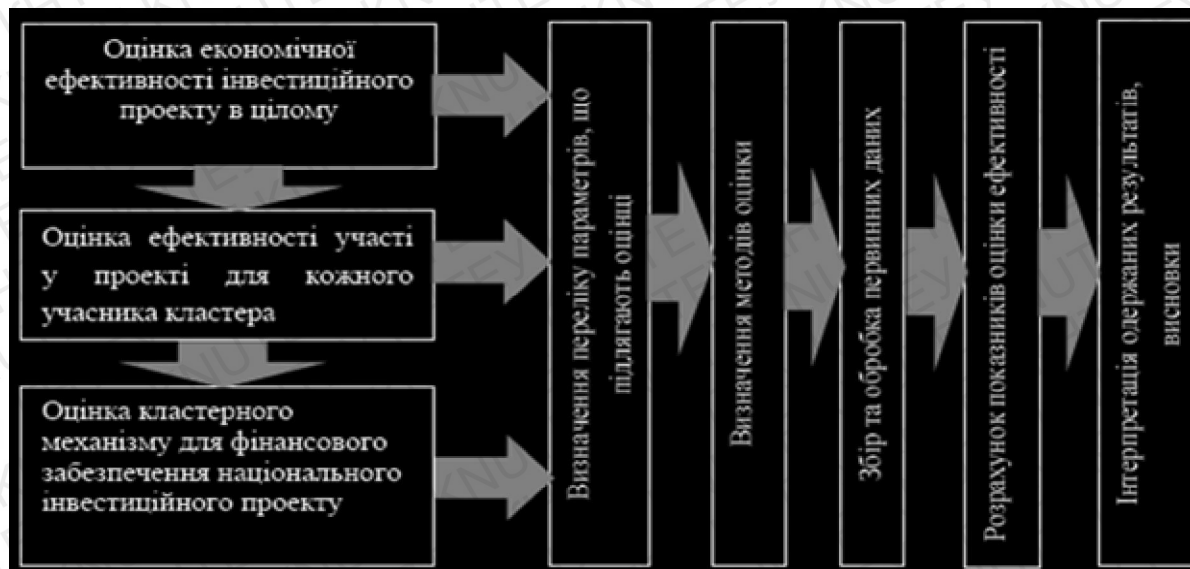 Оцінка економічної
ефективності інвестиційного
проекту в цілому
Оцінка ефективності участі
у проекті для кожного
учасника кластера
Оцінка кластерного
механізму для фінансового
забезпечення національного
інвестиційного проекту
Визначення переліку параметрів, що
підлягають оцінці
Визначення методів оцінки
Збір та обробка первинних даних
Розрахунок показників оцінки ефективності
Інтерпретація одержаних результатів,
висновки